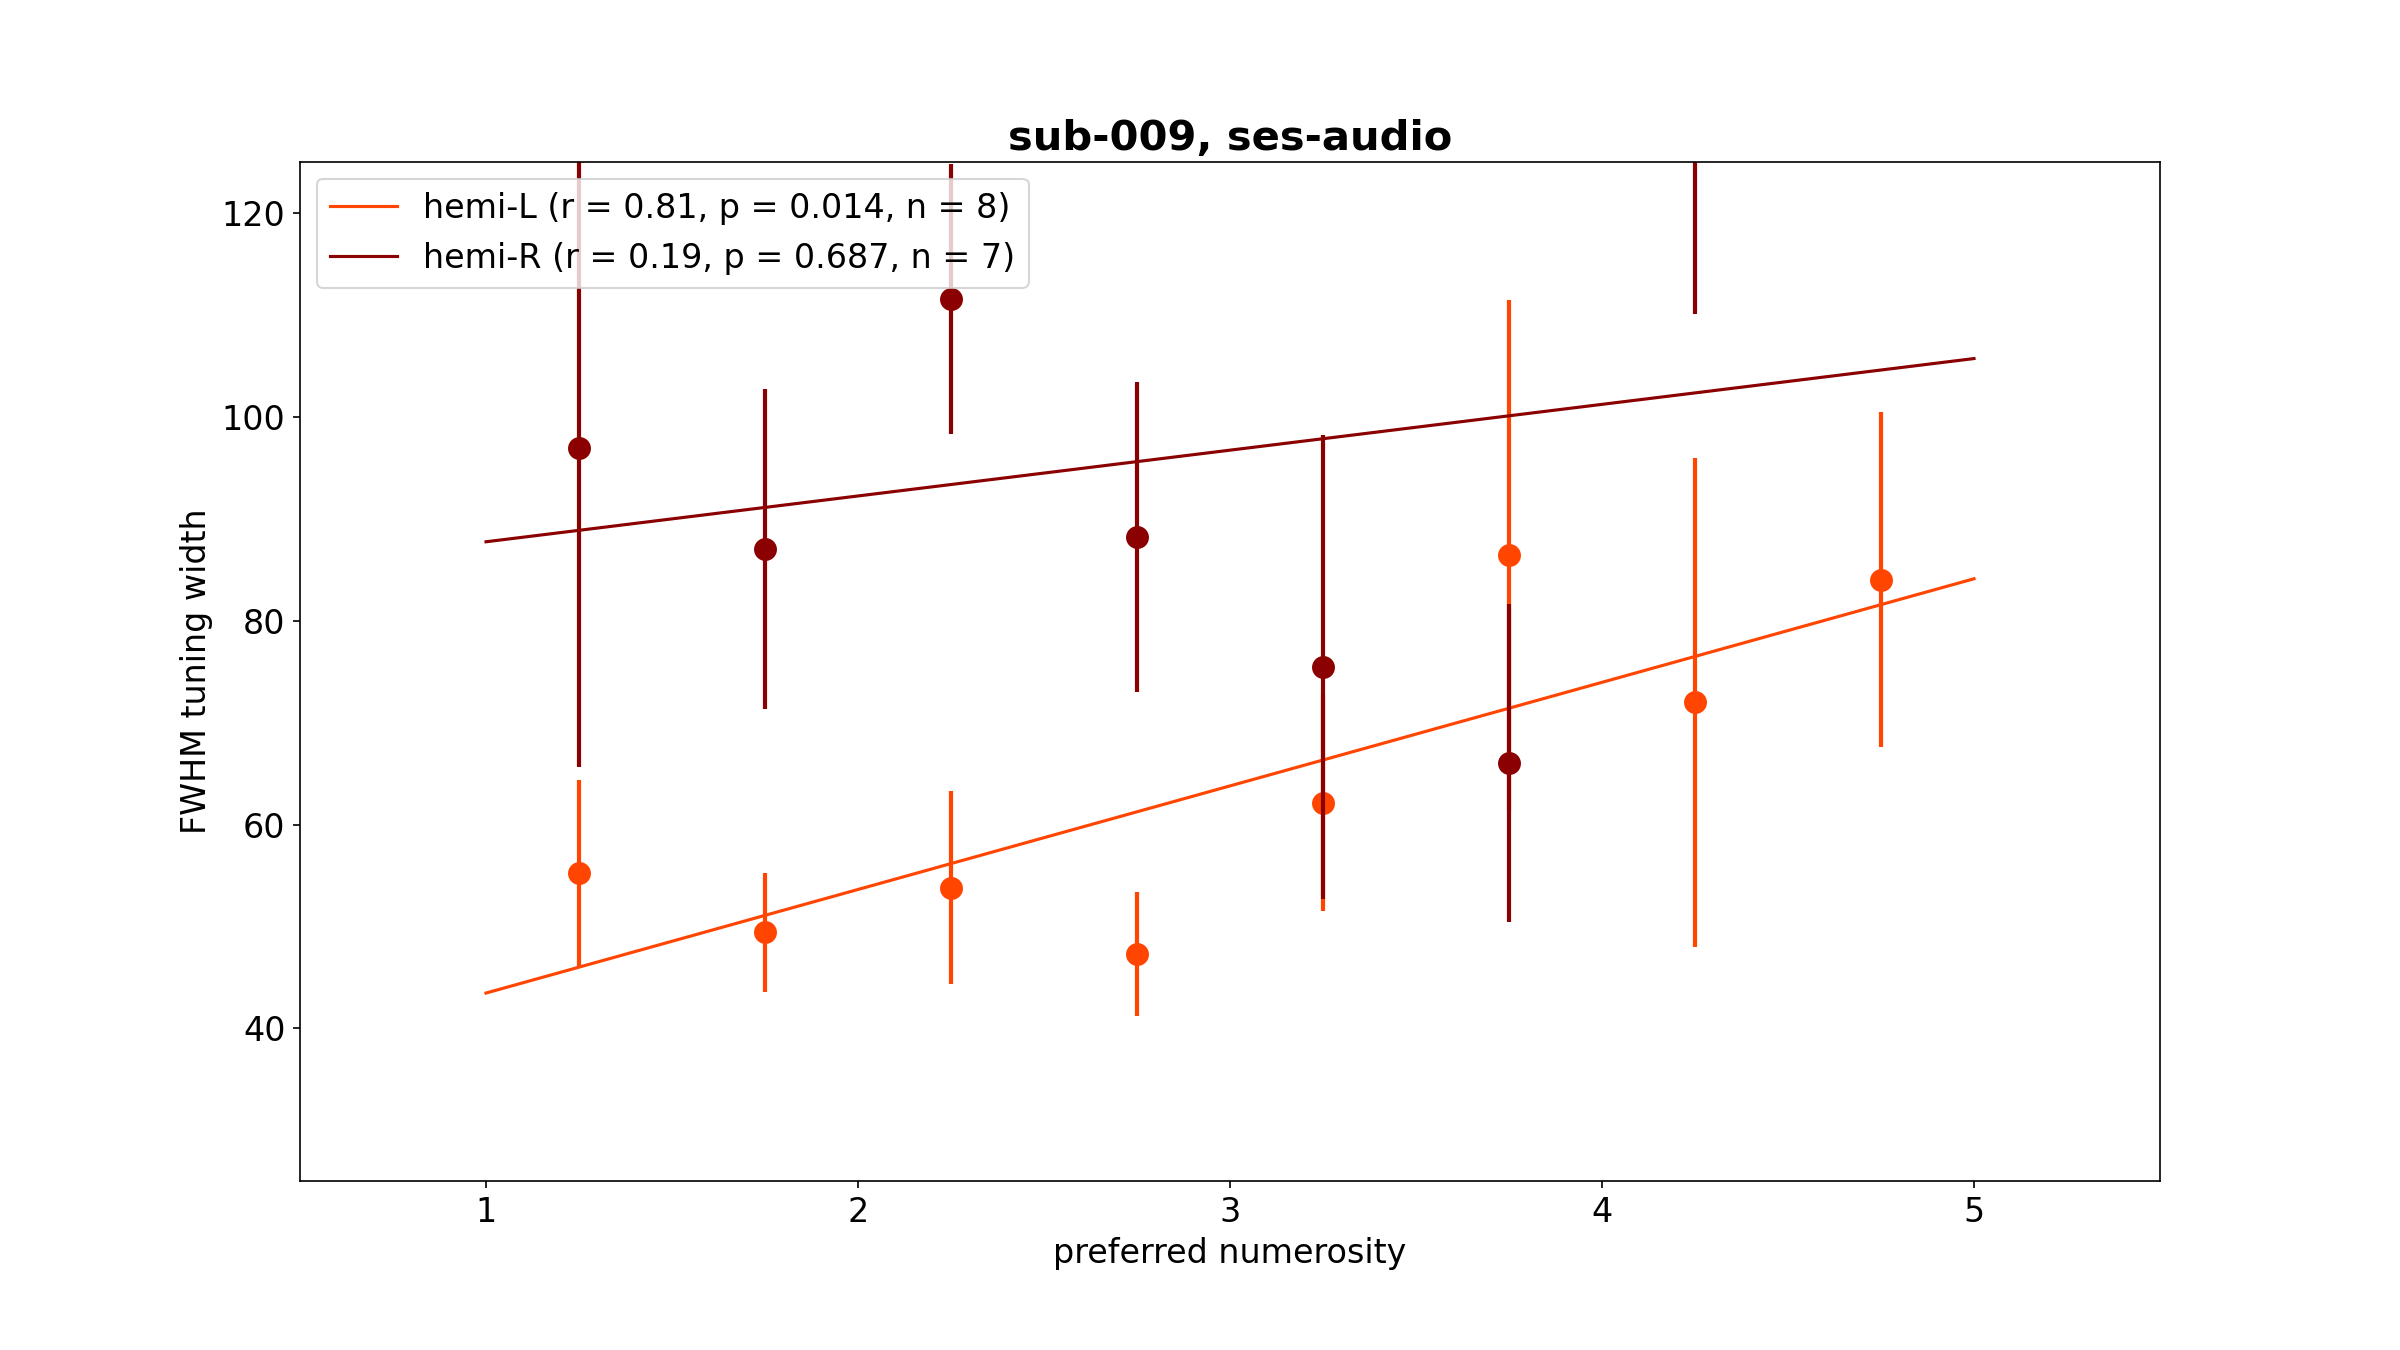 sub-009, ses-audio
hemi-L (r = 0.81, p = 0.014, n = 8)
hemi-R (r = 0.19, p = 0.687, n = 7)
120
100
80
60
40
FWHM tuning width
1 2 3 4 5
preferred numerosity